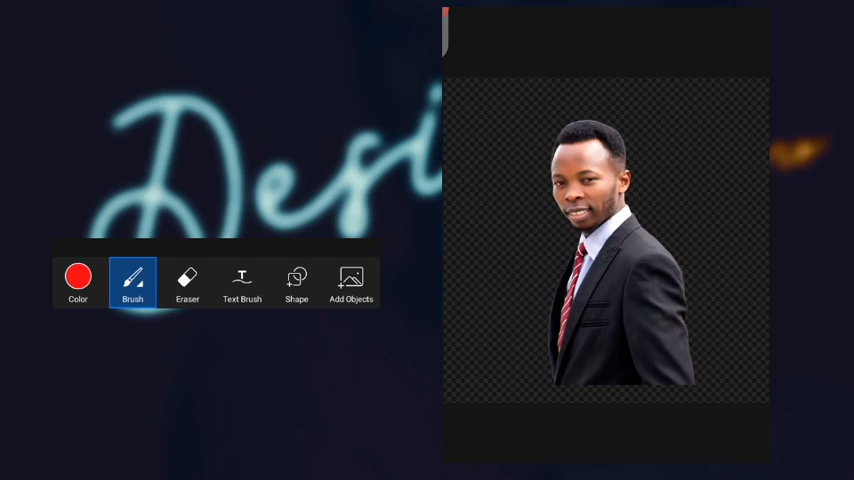 Desi
Color
Brush
Eraser
Text Brush
Shape
Add Objects